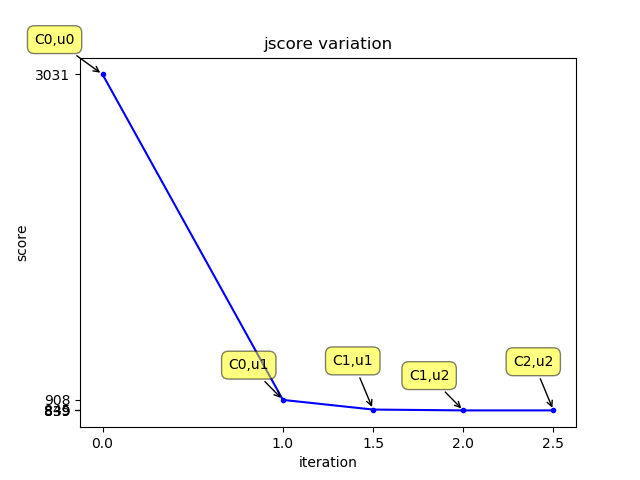 jscore variation
C0,u0
3031
score
C0,u1
C1,u1
C1,u2
C2,u2
908
839
0.0
1.0
1.5
2.0
2.5
iteration